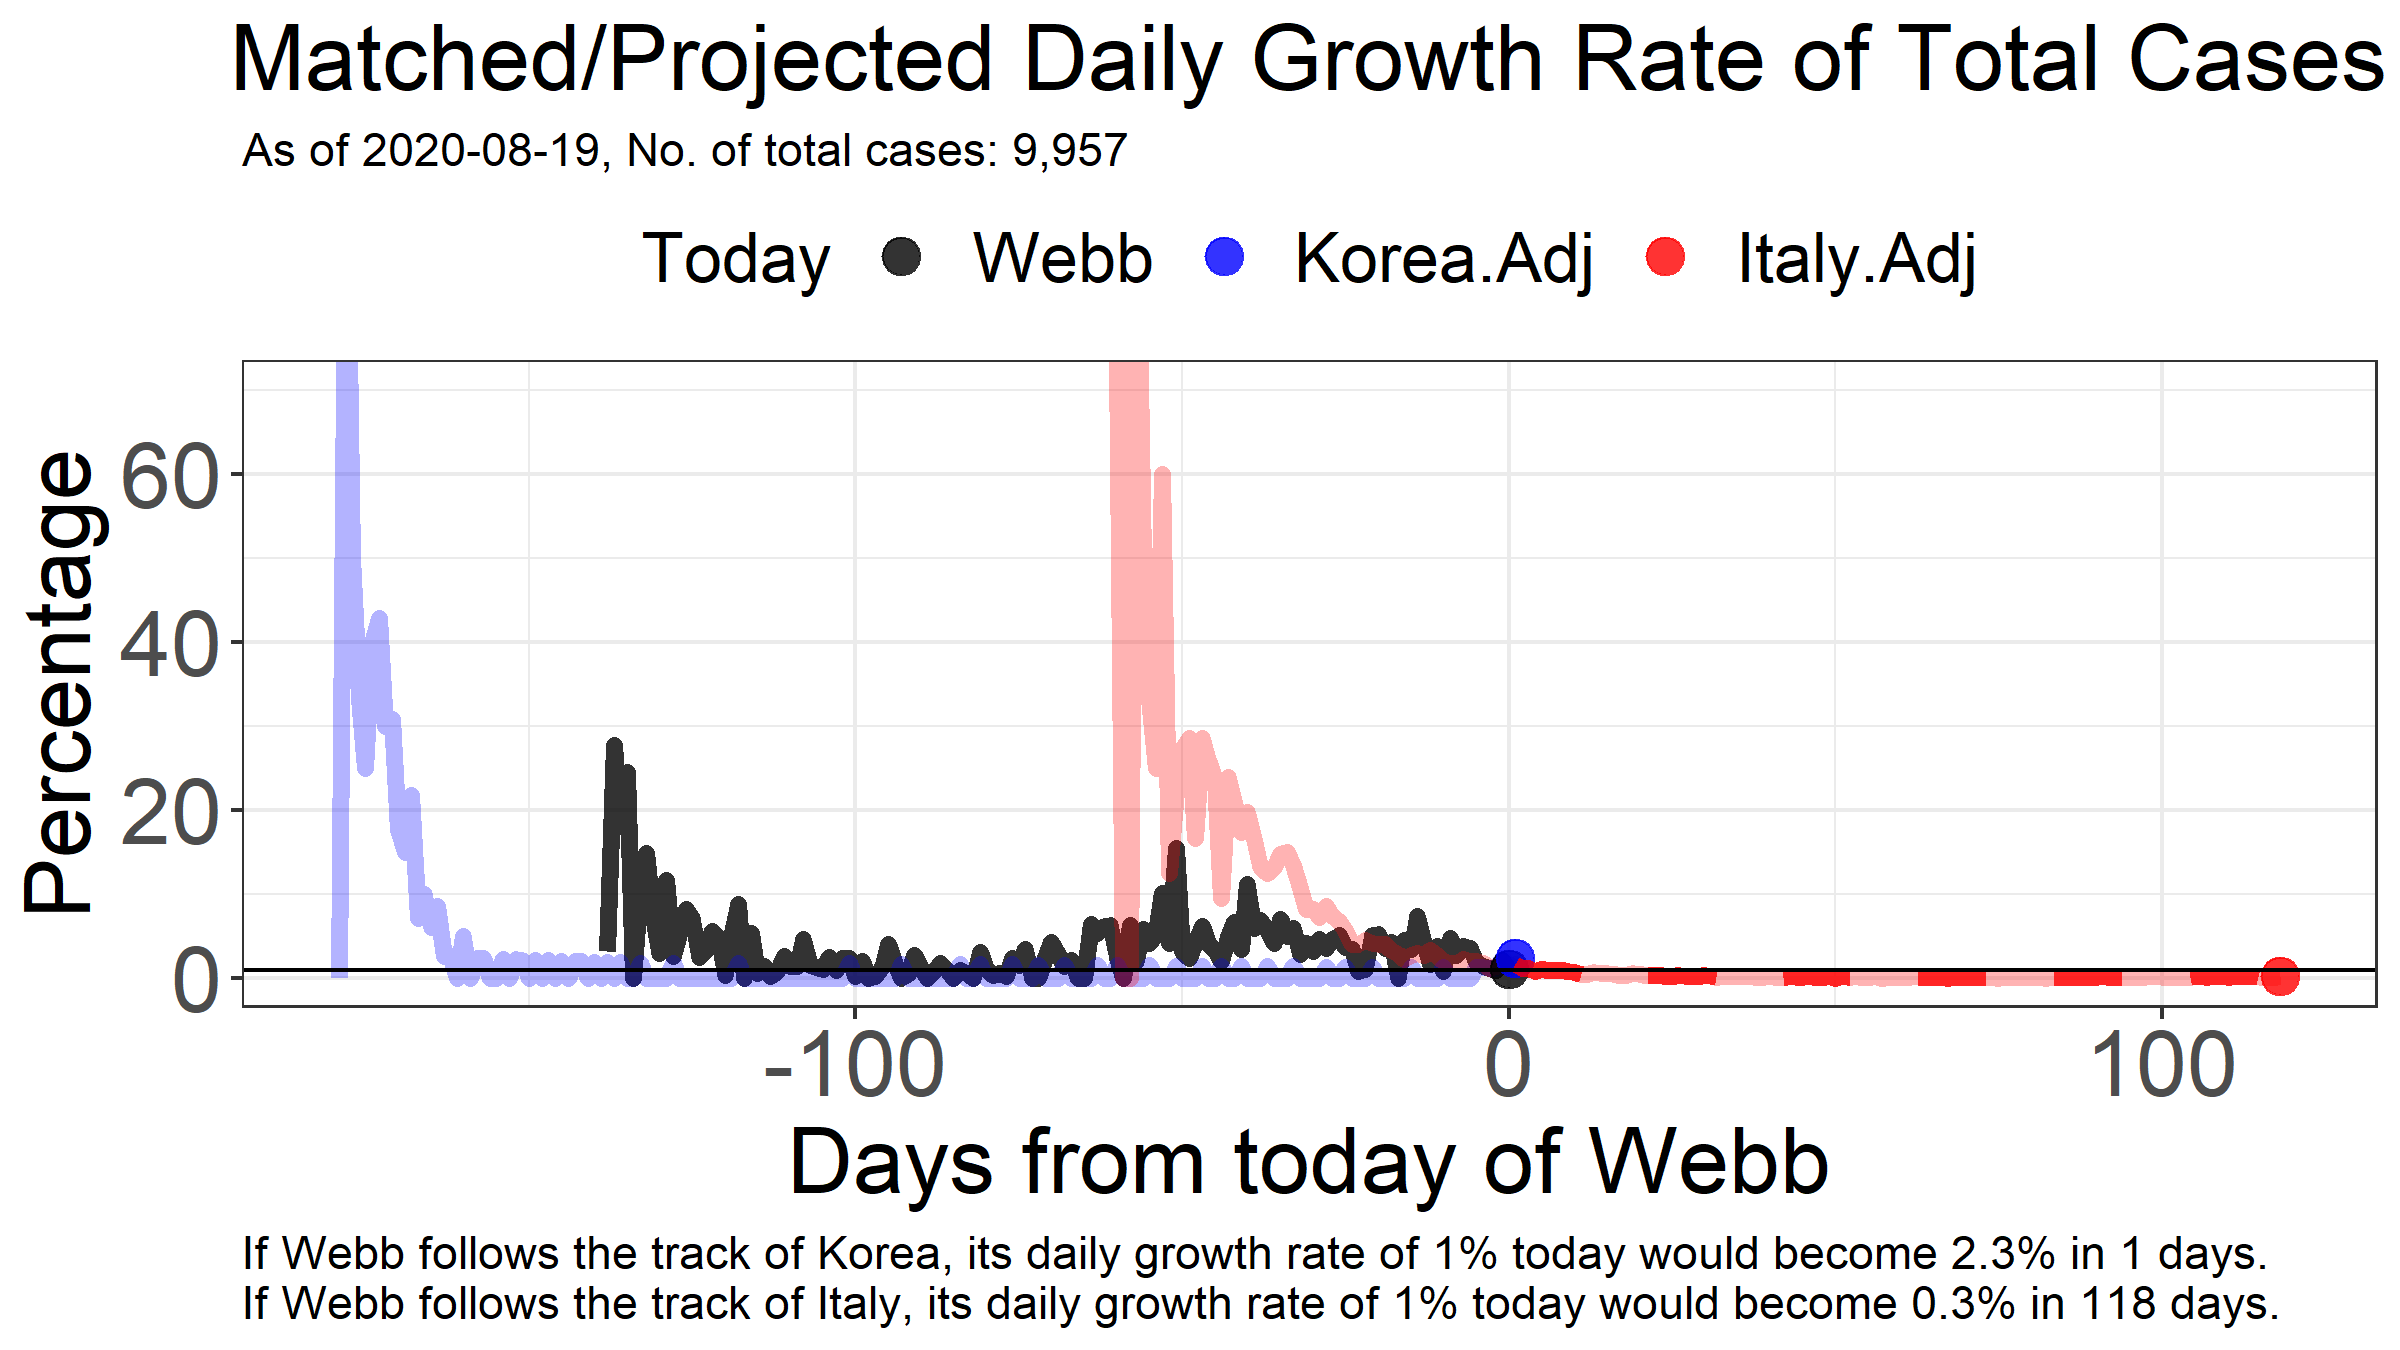 Matched/Projected Daily Growth Rate of Total Cases
As of 2020-08-19, No. of total cases: 9,957
Today Webb Korea.Adj Italy.Adj
Percentage
60
40
20
0
-100 0 100
Days from today of Webb
If Webb follows the track of Korea, its daily growth rate of 1% today would become 2.3% in 1 days.
If Webb follows the track of Italy, its daily growth rate of 1% today would become 0.3% in 118 days.